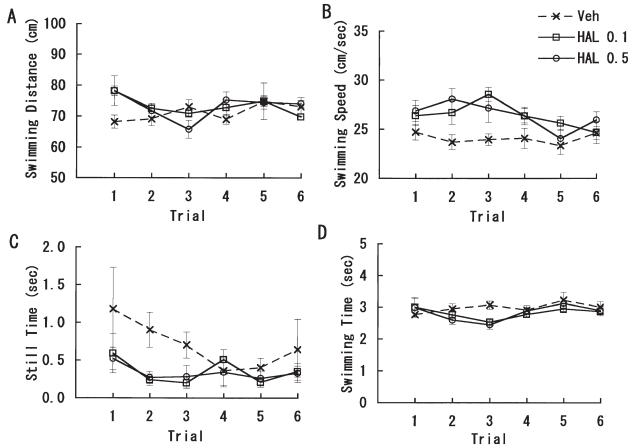 A
Swimming Distance (cm)
100
90
80
70
60
50
1 2 3 4 5 6
Trial
B
Swimming Speed (cm/sec)
35
30
25
20
1 2 3 4 5 6
Trial
Veh
HAL 0.1
HAL 0.5
C
Still Time (sec)
2.0
1.5
1.0
0.5
0.0
1 2 3 4 5 6
Trial
D
Swimming Time (sec)
5
4
3
2
1
0
1 2 3 4 5 6
Trial